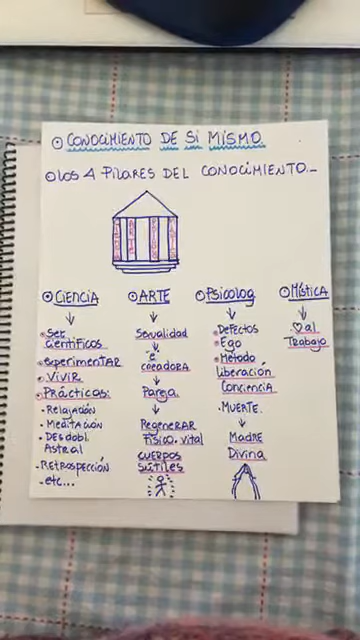 ⊙ CONOCIMIENTO DE SÍ MISMO.
⊙ LOS 4 PILARES DEL CONOCIMIENTO._
⊙ CIENCIA
↓
• Ser
científicos
• experimentar
• VIVIR
• Prácticas:
- Relajación
- Meditación
- Desdobl.
Astral
- RETROSPECCIÓN
- etc...
⊙ ARTE
↓
Sexualidad
↓ e
creadora
↓
Pareja
↓
Regenerar
Físico. vital
cuerpos
sutiles
⊙ Psicolog
↓
• Defectos
• Ego
• Método
liberación
Conciencia
• MUERTE.
↓
MADRE
Divina
⊙ Mística
↓
♡ al
Trabajo